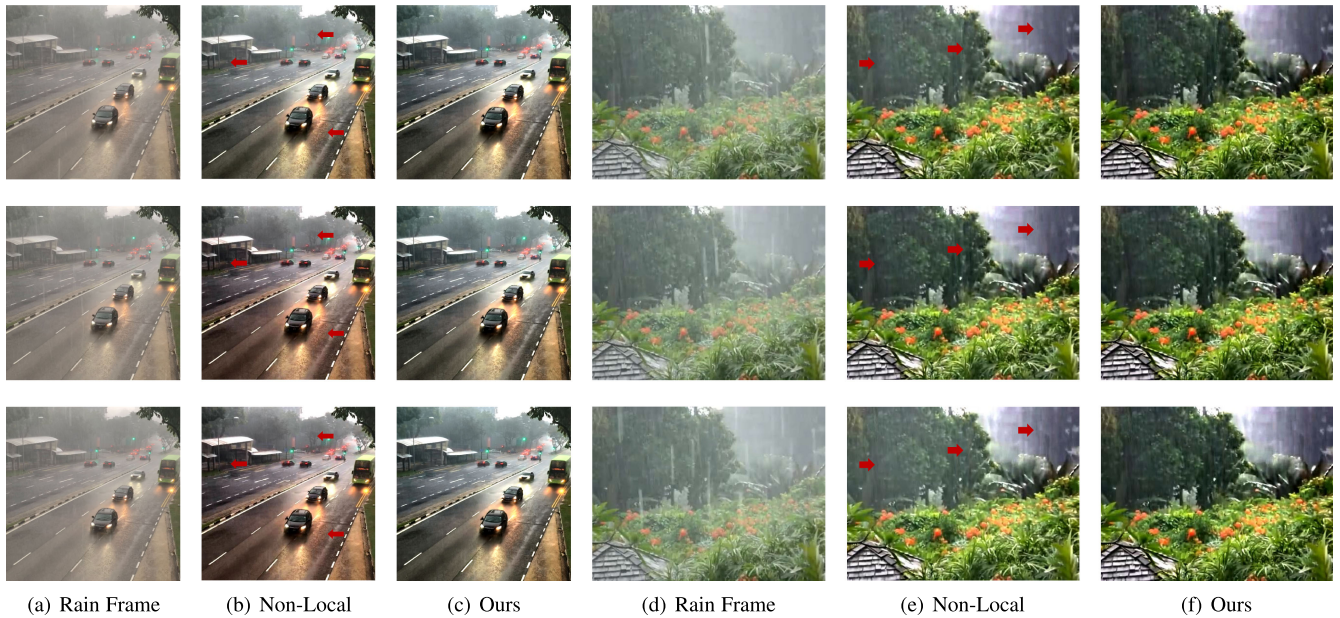 (a) Rain Frame
(b) Non-Local
(c) Ours
(d) Rain Frame
(e) Non-Local
(f) Ours